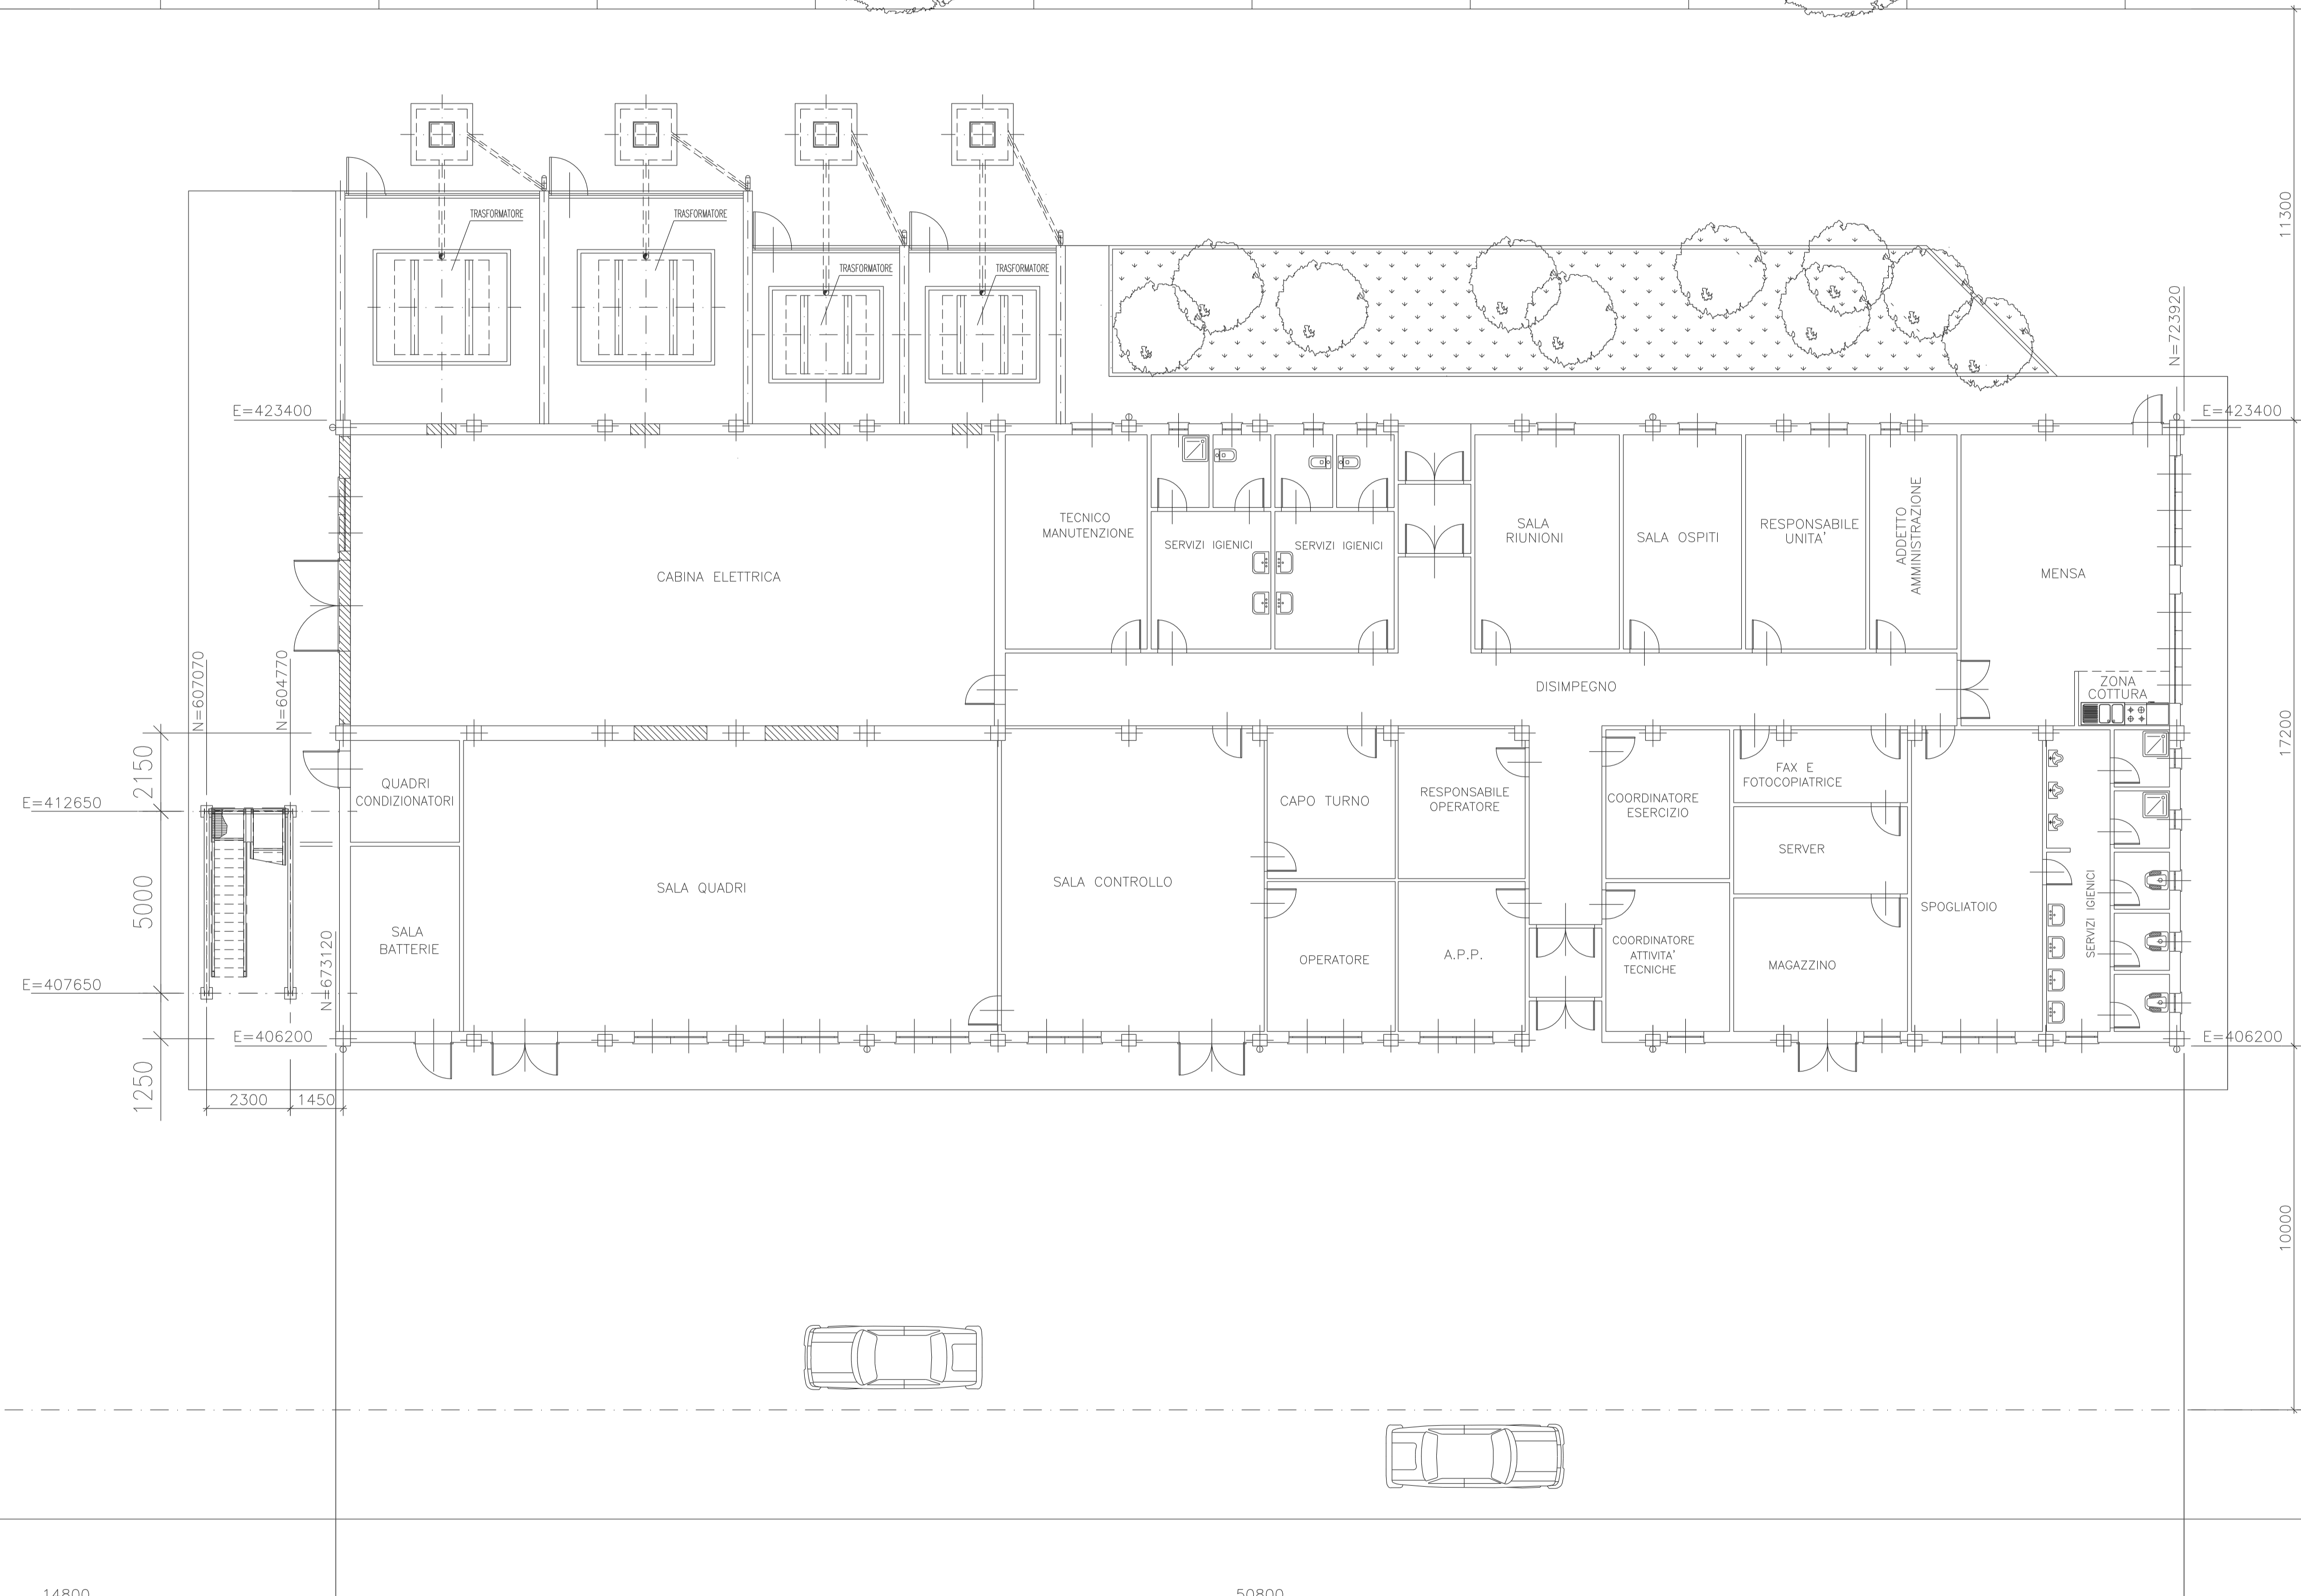 11300
TRASFORMATORE
TRASFORMATORE
TRASFORMATORE
TRASFORMATORE
N=723920
E=423400
E=423400
TECNICO
MANUTENZIONE
SERVIZI IGIENICI
SERVIZI IGIENICI
SALA
RIUNIONI
SALA OSPITI
RESPONSABILE
UNITA'
ADDETTO
AMMINISTRAZIONE
MENSA
CABINA ELETTRICA
DISIMPEGNO
ZONA
COTTURA
N=607070
N=604770
2150
17200
E=412650
QUADRI
CONDIZIONATORI
CAPO TURNO
RESPONSABILE
OPERATORE
COORDINATORE
ESERCIZIO
FAX E
FOTOCOPIATRICE
SERVER
5000
SALA QUADRI
SALA CONTROLLO
SPOGLIATOIO
SERVIZI IGIENICI
SALA
BATTERIE
OPERATORE
A.P.P.
COORDINATORE
ATTIVITA'
TECNICHE
MAGAZZINO
E=407650
N=673120
E=406200
E=406200
1250
2300
1450
10000
14800
50800